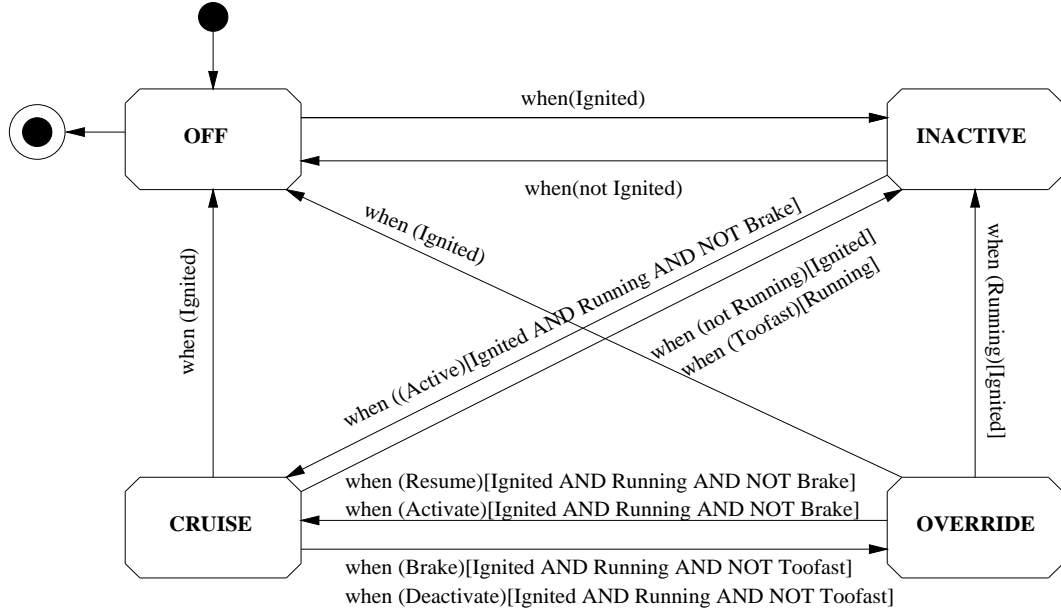 when(Ignited)
OFF
INACTIVE
when(not Ignited)
when (Ignited)
when (Ignited)
when ((Active)[Ignited AND Running AND NOT Brake]
when (not Running)[Ignited]
when (Toofast)[Running]
when (Running)[Ignited]
when (Resume)[Ignited AND Running AND NOT Brake]
when (Activate)[Ignited AND Running AND NOT Brake]
CRUISE
OVERRIDE
when (Brake)[Ignited AND Running AND NOT Toofast]
when (Deactivate)[Ignited AND Running AND NOT Toofast]